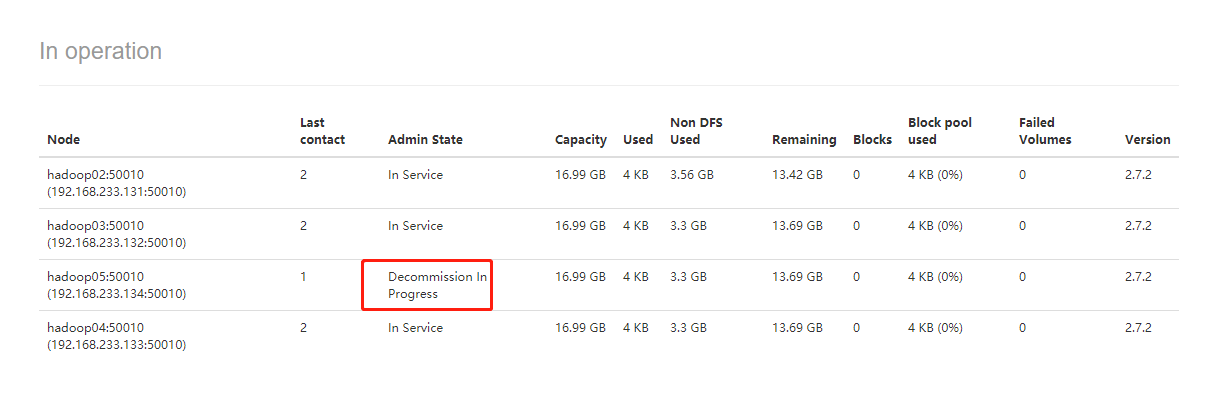 In operation
Node Last contact Admin State Capacity Used Non DFS Used Remaining Blocks Block pool used Failed Volumes Version
hadoop02:50010 (192.168.233.131:50010) 2 In Service 16.99 GB 4 KB 3.56 GB 13.42 GB 0 4 KB (0%) 0 2.7.2
hadoop03:50010 (192.168.233.132:50010) 2 In Service 16.99 GB 4 KB 3.3 GB 13.69 GB 0 4 KB (0%) 0 2.7.2
hadoop05:50010 (192.168.233.134:50010) 1 Decommission In Progress 16.99 GB 4 KB 3.3 GB 13.69 GB 0 4 KB (0%) 0 2.7.2
hadoop04:50010 (192.168.233.133:50010) 2 In Service 16.99 GB 4 KB 3.3 GB 13.69 GB 0 4 KB (0%) 0 2.7.2